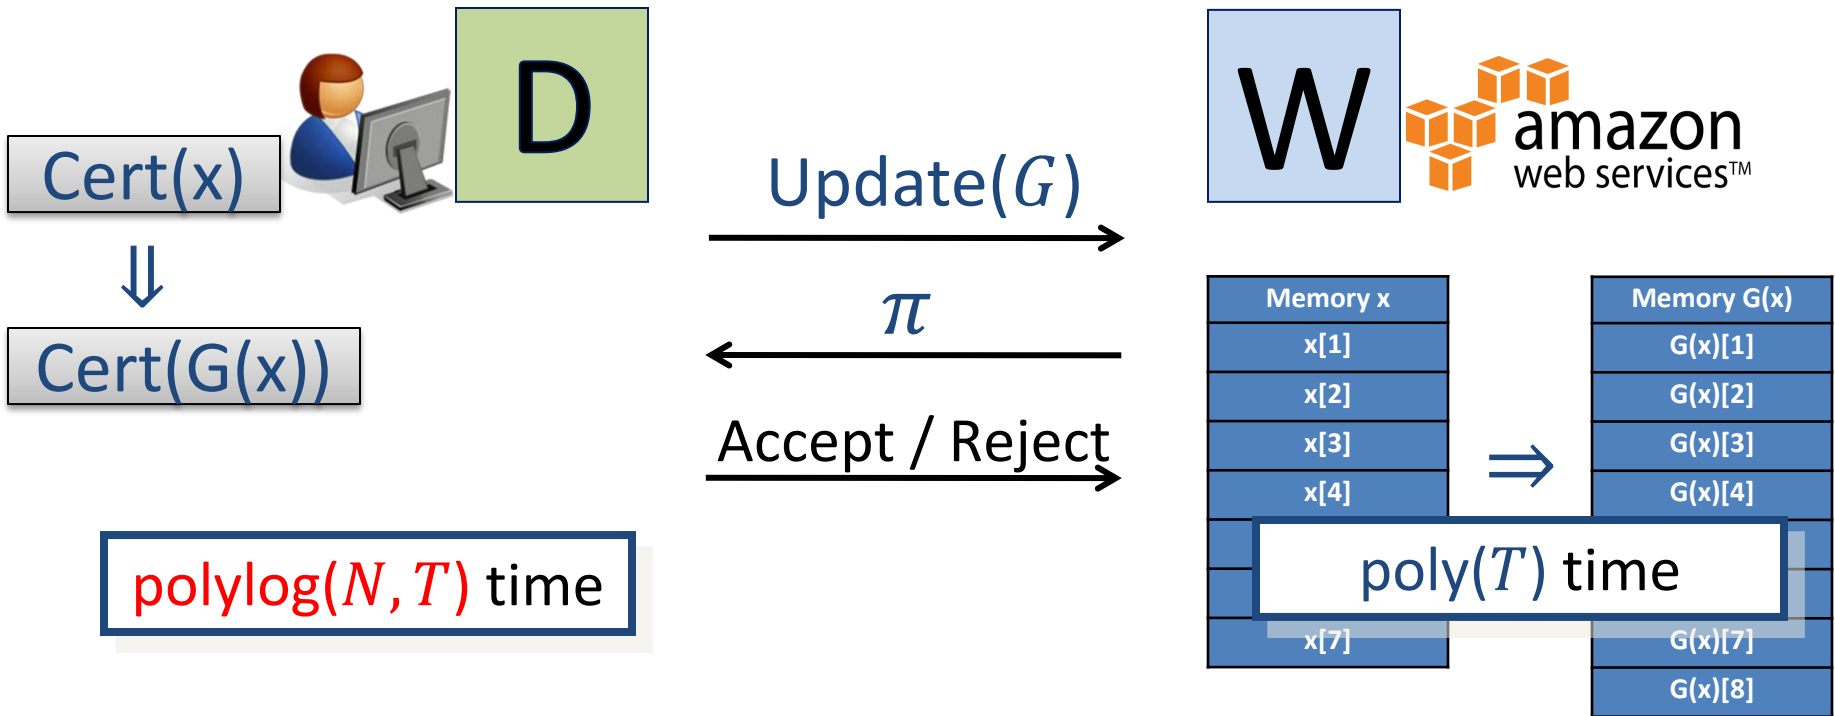 D
Cert(x)
⇓
Cert(G(x))
polylog(N, T) time
Update(G)
π
Accept / Reject
W
amazon
web services™
Memory x
x[1]
x[2]
x[3]
x[4]
x[7]
⇒
Memory G(x)
G(x)[1]
G(x)[2]
G(x)[3]
G(x)[4]
G(x)[7]
G(x)[8]
poly(T) time